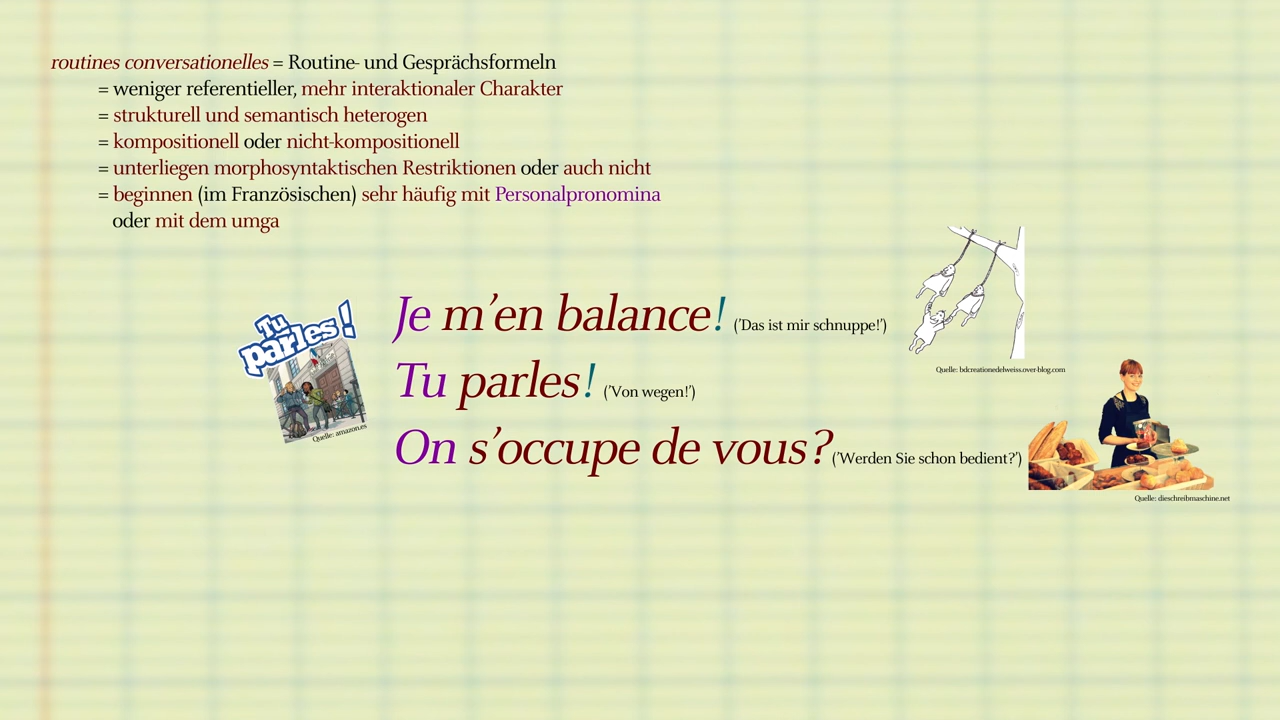 routines conversationelles = Routine- und Gesprächsformeln
= weniger referentieller, mehr interaktionaler Charakter
= strukturell und semantisch heterogen
= kompositionell oder nicht-kompositionell
= unterliegen morphosyntaktischen Restriktionen oder auch nicht
= beginnen (im Französischen) sehr häufig mit Personalpronomina
oder mit dem umga
Je m'en balance! ('Das ist mir schnuppe!')
Quelle: bdcreationedelweiss.over-blog.com
Tu parles!
Quelle: amazon.es
Tu parles! ('Von wegen!')
On s'occupe de vous? ('Werden Sie schon bedient?')
Quelle: dieschreibmaschine.net